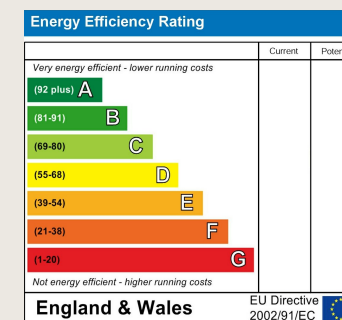 Energy Efficiency Rating
Current
Very energy efficient - lower running costs
(92 plus) A
(81-91) B
(69-80) C
(55-68) D
(39-54) E
(21-38) F
(1-20) G
Not energy efficient - higher running costs
England & Wales
EU Directive
2002/91/EC